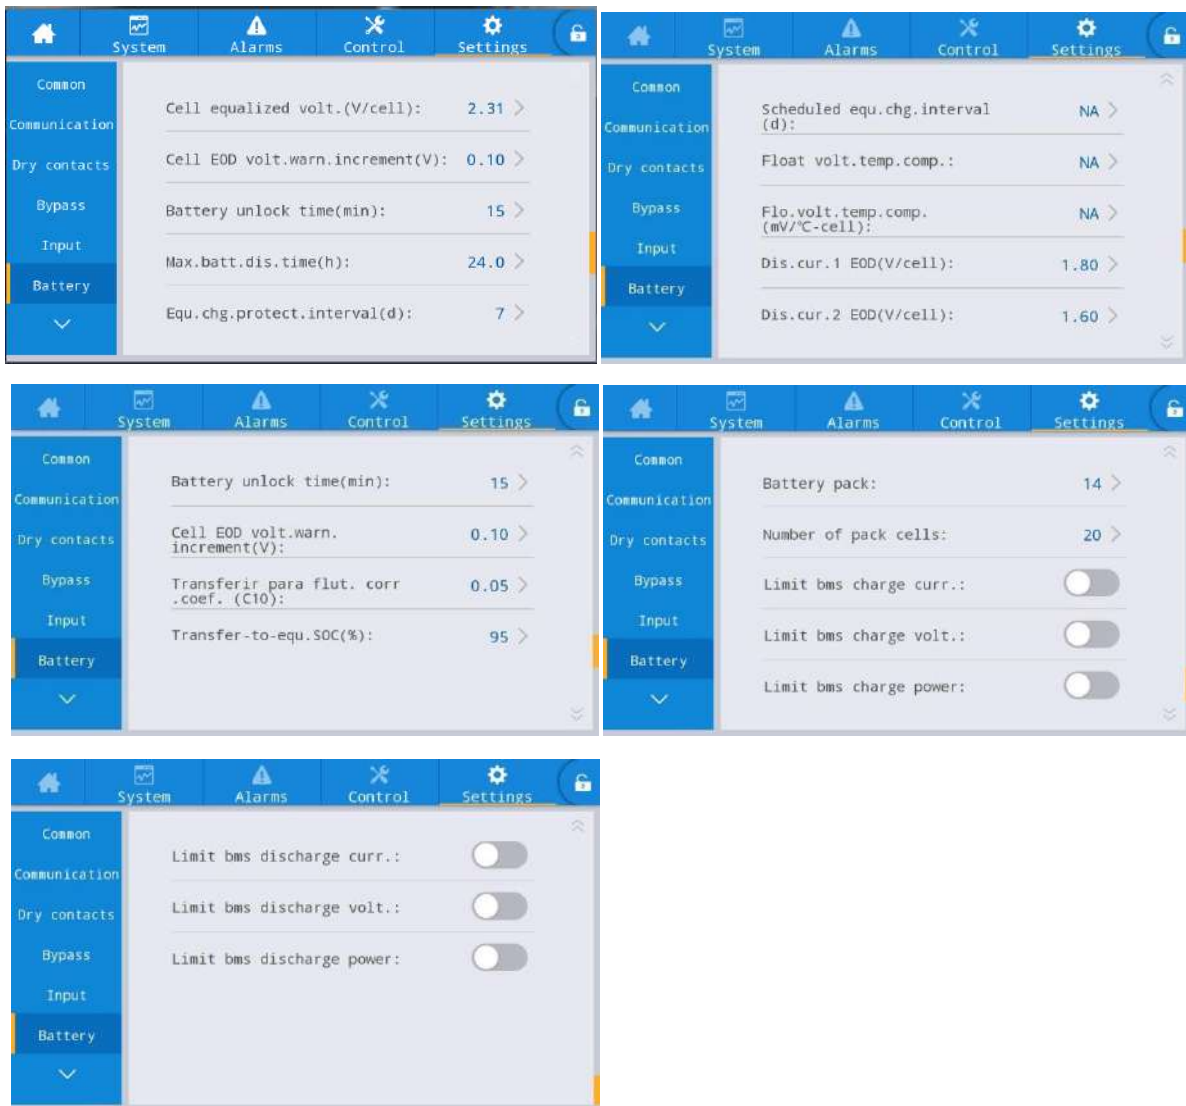 System Alarms Control Settings
Common
Communication
Dry contacts
Bypass
Input
Battery
Cell equalized volt.(V/cell): 2.31
Cell EOD volt.warn.increment(V): 0.10
Battery unlock time(min): 15
Max.batt.dis.time(h): 24.0
Equ.chg.protect.interval(d): 7
System Alarms Control Settings
Common
Communication
Dry contacts
Bypass
Input
Battery
Scheduled equ.chg.interval
(d): NA
Float volt.temp.comp.: NA
Flo.volt.temp.comp.
(mV/℃-cell): NA
Dis.cur.1 EOD(V/cell): 1.80
Dis.cur.2 EOD(V/cell): 1.60
System Alarms Control Settings
Common
Communication
Dry contacts
Bypass
Input
Battery
Battery unlock time(min): 15
Cell EOD volt.warn.
increment(V): 0.10
Transferir para flut. corr
.coef. (C10): 0.05
Transfer-to-equ.SOC(%): 95
System Alarms Control Settings
Common
Communication
Dry contacts
Bypass
Input
Battery
Battery pack: 14
Number of pack cells: 20
Limit bms charge curr.:
Limit bms charge volt.:
Limit bms charge power:
System Alarms Control Settings
Common
Communication
Dry contacts
Bypass
Input
Battery
Limit bms discharge curr.:
Limit bms discharge volt.:
Limit bms discharge power: